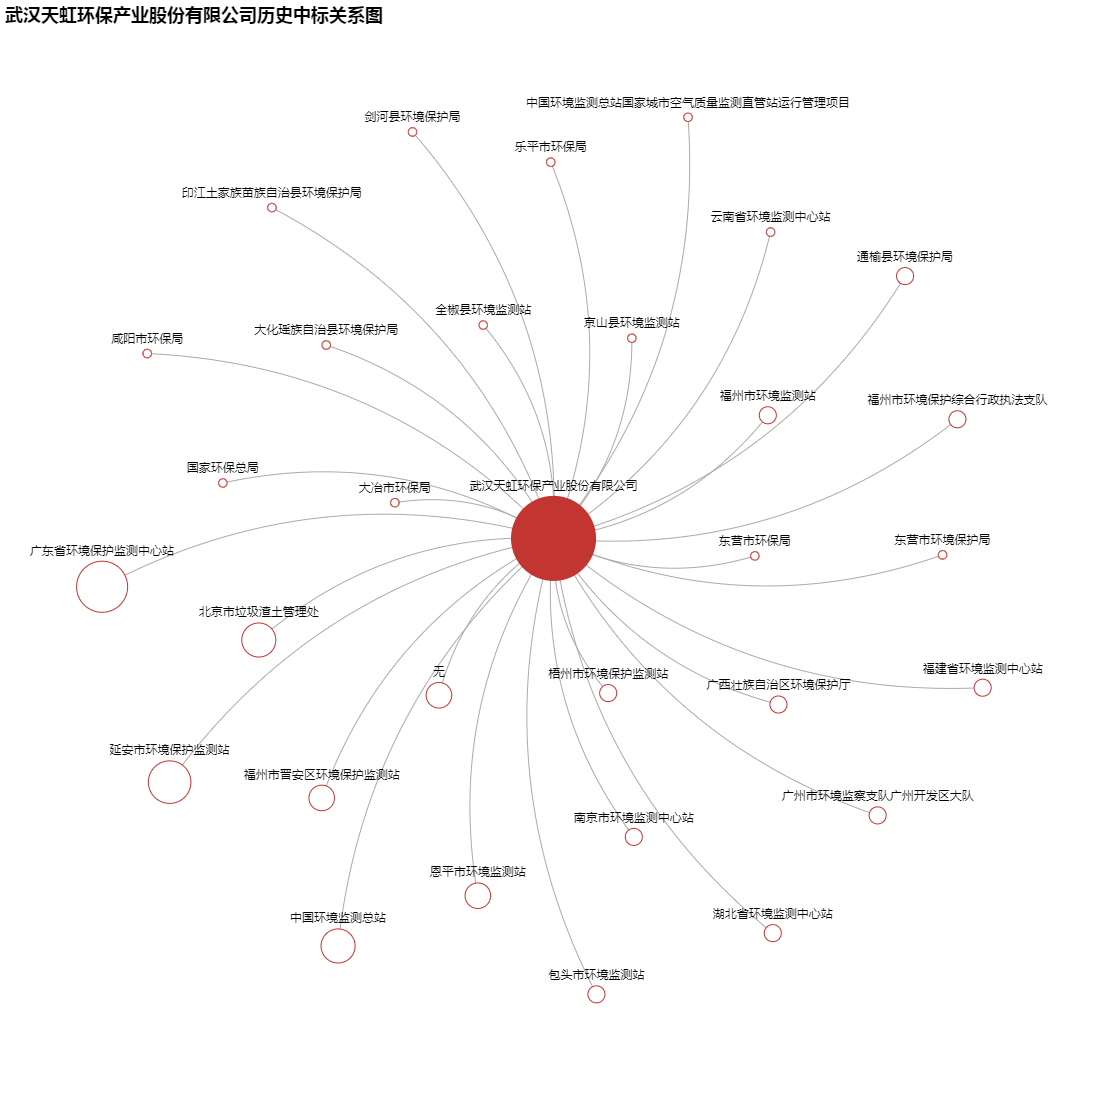 武汉天虹环保产业股份有限公司历史中标关系图
中国环境监测总站国家城市空气质量监测直管站运行管理项目
剑河县环境保护局
乐平市环保局
印江土家族苗族自治县环境保护局
云南省环境监测中心站
通榆县环境保护局
全椒县环境监测站
京山县环境监测站
大化瑶族自治县环境保护局
咸阳市环保局
福州市环境监测站
福州市环境保护综合行政执法支队
国家环保总局
大冶市环保局
武汉天虹环保产业股份有限公司
东营市环保局
东营市环境保护局
广东省环境保护监测中心站
北京市垃圾渣土管理处
无
梧州市环境保护监测站
广西壮族自治区环境保护厅
福建省环境监测中心站
延安市环境保护监测站
福州市晋安区环境保护监测站
广州市环境监察支队广州开发区大队
南京市环境监测中心站
恩平市环境监测站
中国环境监测总站
湖北省环境监测中心站
包头市环境监测站